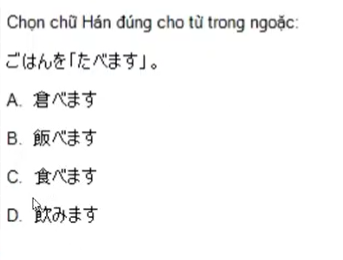 Chọn chữ Hán đúng cho từ trong ngoặc:
ごはんを「たべます」。
A. 倉べます
B. 飯べます
C. 食べます
D. 飲みます